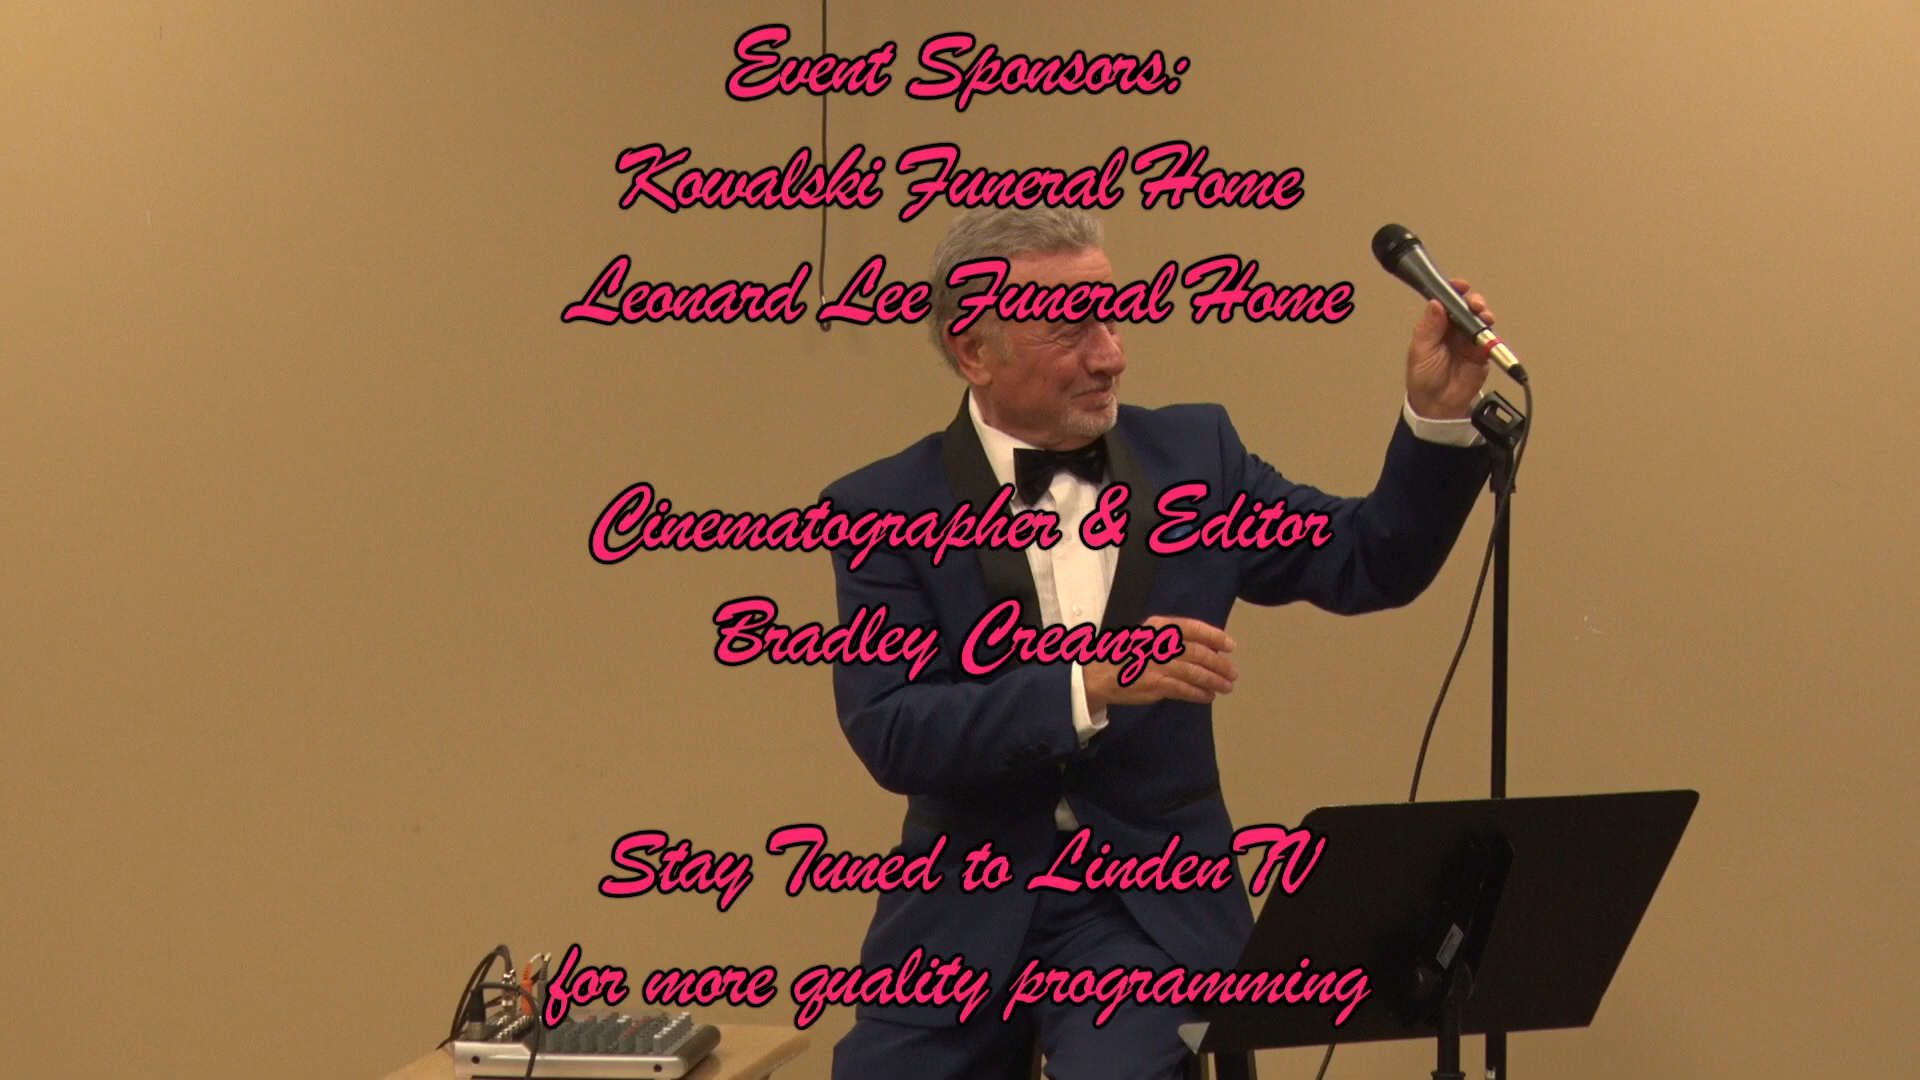 Event Sponsors:
Kowalski Funeral Home
Leonard Lee Funeral Home
Cinematographer & Editor
Bradley Creanzo
Stay Tuned to LindenTV
for more quality programming